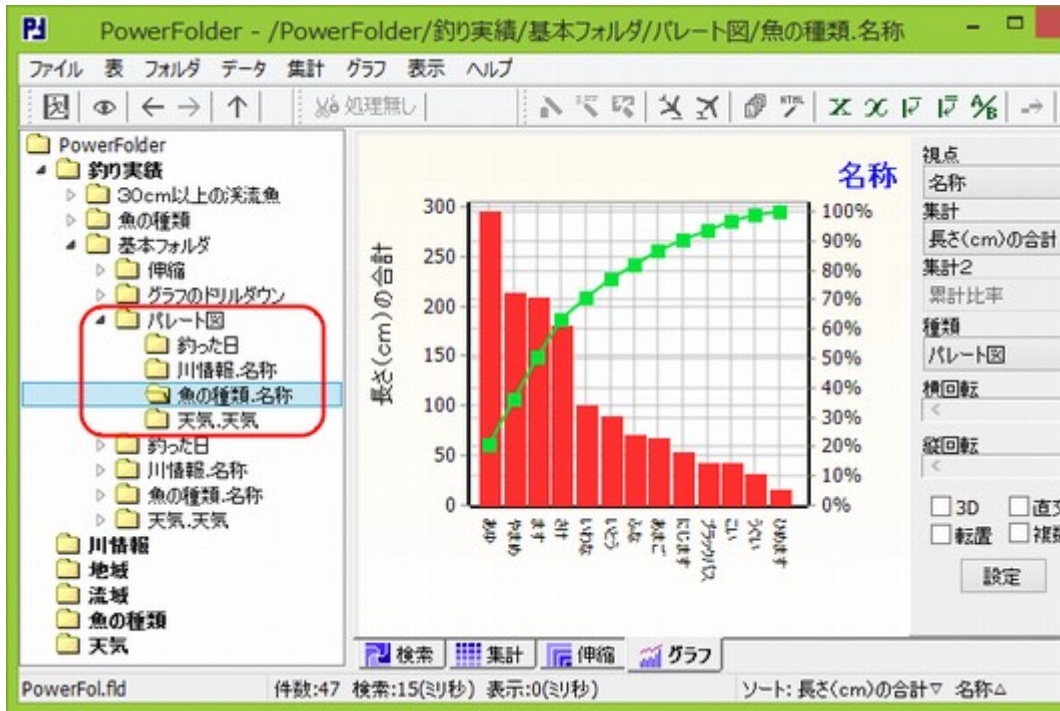 PowerFolder - /PowerFolder/釣り実績/基本フォルダ/パレート図/魚の種類.名称
ファイル 表 フォルダ データ 集計 グラフ 表示 ヘルプ
処理無し
PowerFolder
釣り実績
30cm以上の渓流魚
魚の種類
基本フォルダ
伸縮
グラフのドリルダウン
パレート図
釣った日
川情報.名称
魚の種類.名称
天気.天気
釣った日
川情報.名称
魚の種類.名称
天気.天気
川情報
地域
流域
魚の種類
天気
名称
長さ(cm)の合計
300
250
200
150
100
50
0
100%
90%
80%
70%
60%
50%
40%
30%
20%
10%
0%
あゆ
やまめ
ます
さけ
いわな
いとう
ふな
あまご
にじます
ブラックバス
こい
うぐい
ひめます
視点
名称
集計
長さ(cm)の合計
集計2
累計比率
種類
パレート図
横回転
縦回転
3D 直交
転置 複数
設定
検索 集計 伸縮 グラフ
PowerFol.fld 件数:47 検索:15(ミリ秒) 表示:0(ミリ秒) ソート: 長さ(cm)の合計▽ 名称△